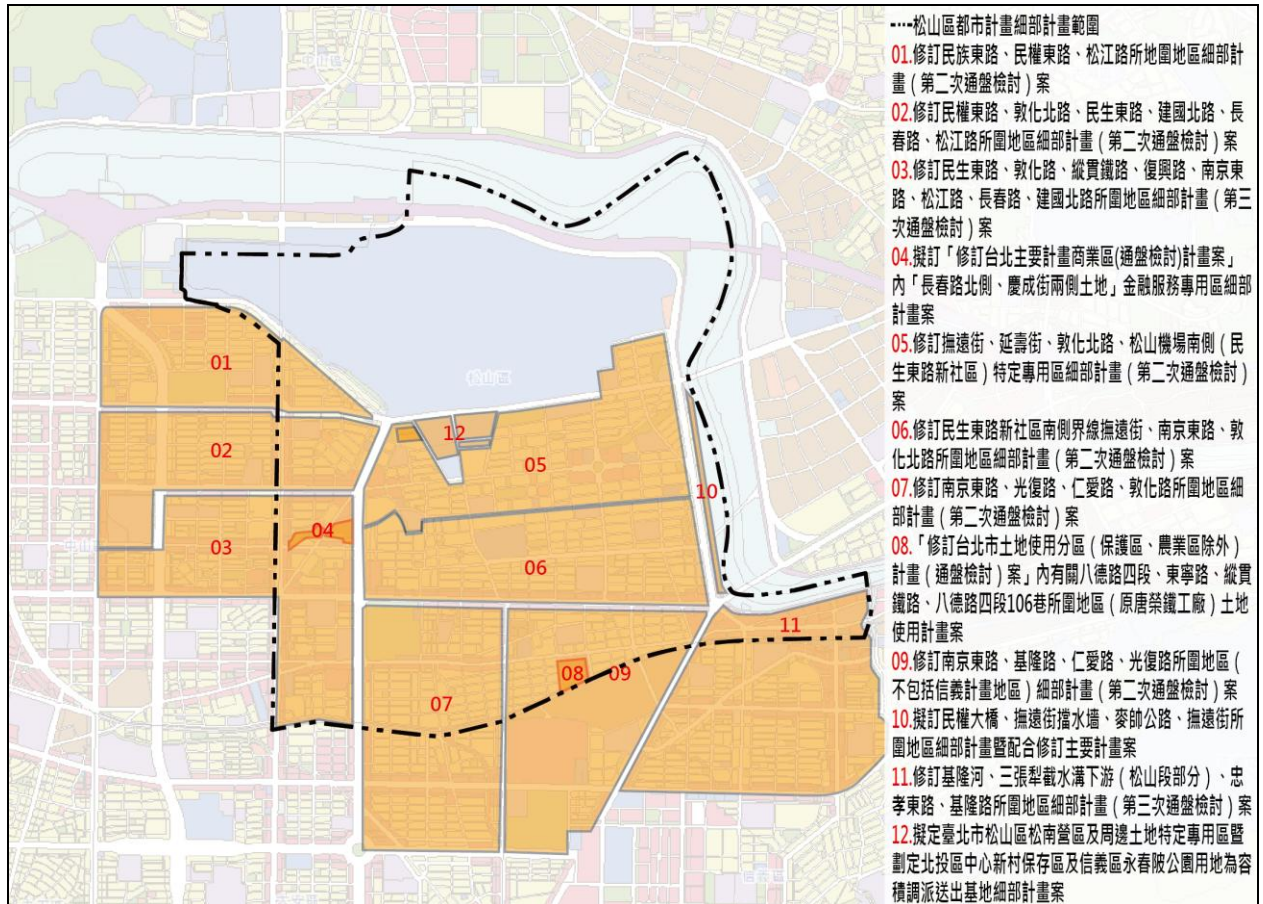 松山區都市計畫細部計畫範圍
01.修訂民族東路、民權東路、松江路所地圍地區細部計
畫（第二次通盤檢討）案
02.修訂民權東路、敦化北路、民生東路、建國北路、長
春路、松江路所圍地區細部計畫（第二次通盤檢討）案
03.修訂民生東路、敦化路、縱貫鐵路、復興路、南京東
路、松江路、長春路、建國北路所圍地區細部計畫（第三
次通盤檢討）案
04.擬訂「修訂台北主要計畫商業區(通盤檢討)計畫案」
內「長春路北側、慶成街兩側土地」金融服務專用區細部
計畫案
05.修訂撫遠街、延壽街、敦化北路、松山機場南側（民
生東路新社區）特定專用區細部計畫（第二次通盤檢討）
案
06.修訂民生東路新社區南側界線撫遠街、南京東路、敦
化北路所圍地區細部計畫（第二次通盤檢討）案
07.修訂南京東路、光復路、仁愛路、敦化路所圍地區細
部計畫（第二次通盤檢討）案
08.「修訂台北市土地使用分區（保護區、農業區除外）
計畫（通盤檢討）案」內有關八德路四段、東寧路、縱貫
鐵路、八德路四段106巷所圍地區（原唐榮鐵工廠）土地
使用計畫案
09.修訂南京東路、基隆路、仁愛路、光復路所圍地區（
不包括信義計畫地區）細部計畫（第二次通盤檢討）案
10.擬訂民權大橋、撫遠街擋水墻、麥帥公路、撫遠街所
圍地區細部計畫暨配合修訂主要計畫案
11.修訂基隆河、三張犁截水溝下游（松山段部分）、忠
孝東路、基隆路所圍地區細部計畫（第三次通盤檢討）案
12.擬定臺北市松山區松南營區及周邊土地特定專用區暨
劃定北投區中心新村保存區及信義區永春陂公園用地為容
積調派送出基地細部計畫案
中山區
松山區
01
12
02
05
10
04
03
06
11
08
09
07
中山區
信義區
大安區